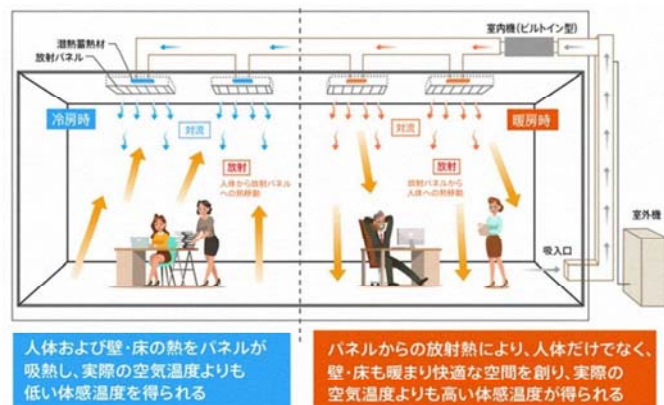 室内機(ビルトイン型)
潜熱蓄熱材
放射パネル
冷房時
対流
放射
人体から放射パネル
への熱移動
対流
暖房時
放射
放射パネルから
人体への熱移動
室外機
吸入口
人体および壁・床の熱をパネルが
吸熱し、実際の空気温度よりも
低い体感温度を得られる
パネルからの放射熱により、人体だけでなく、
壁・床も暖まり快適な空間を創り、実際の
空気温度よりも高い体感温度が得られる